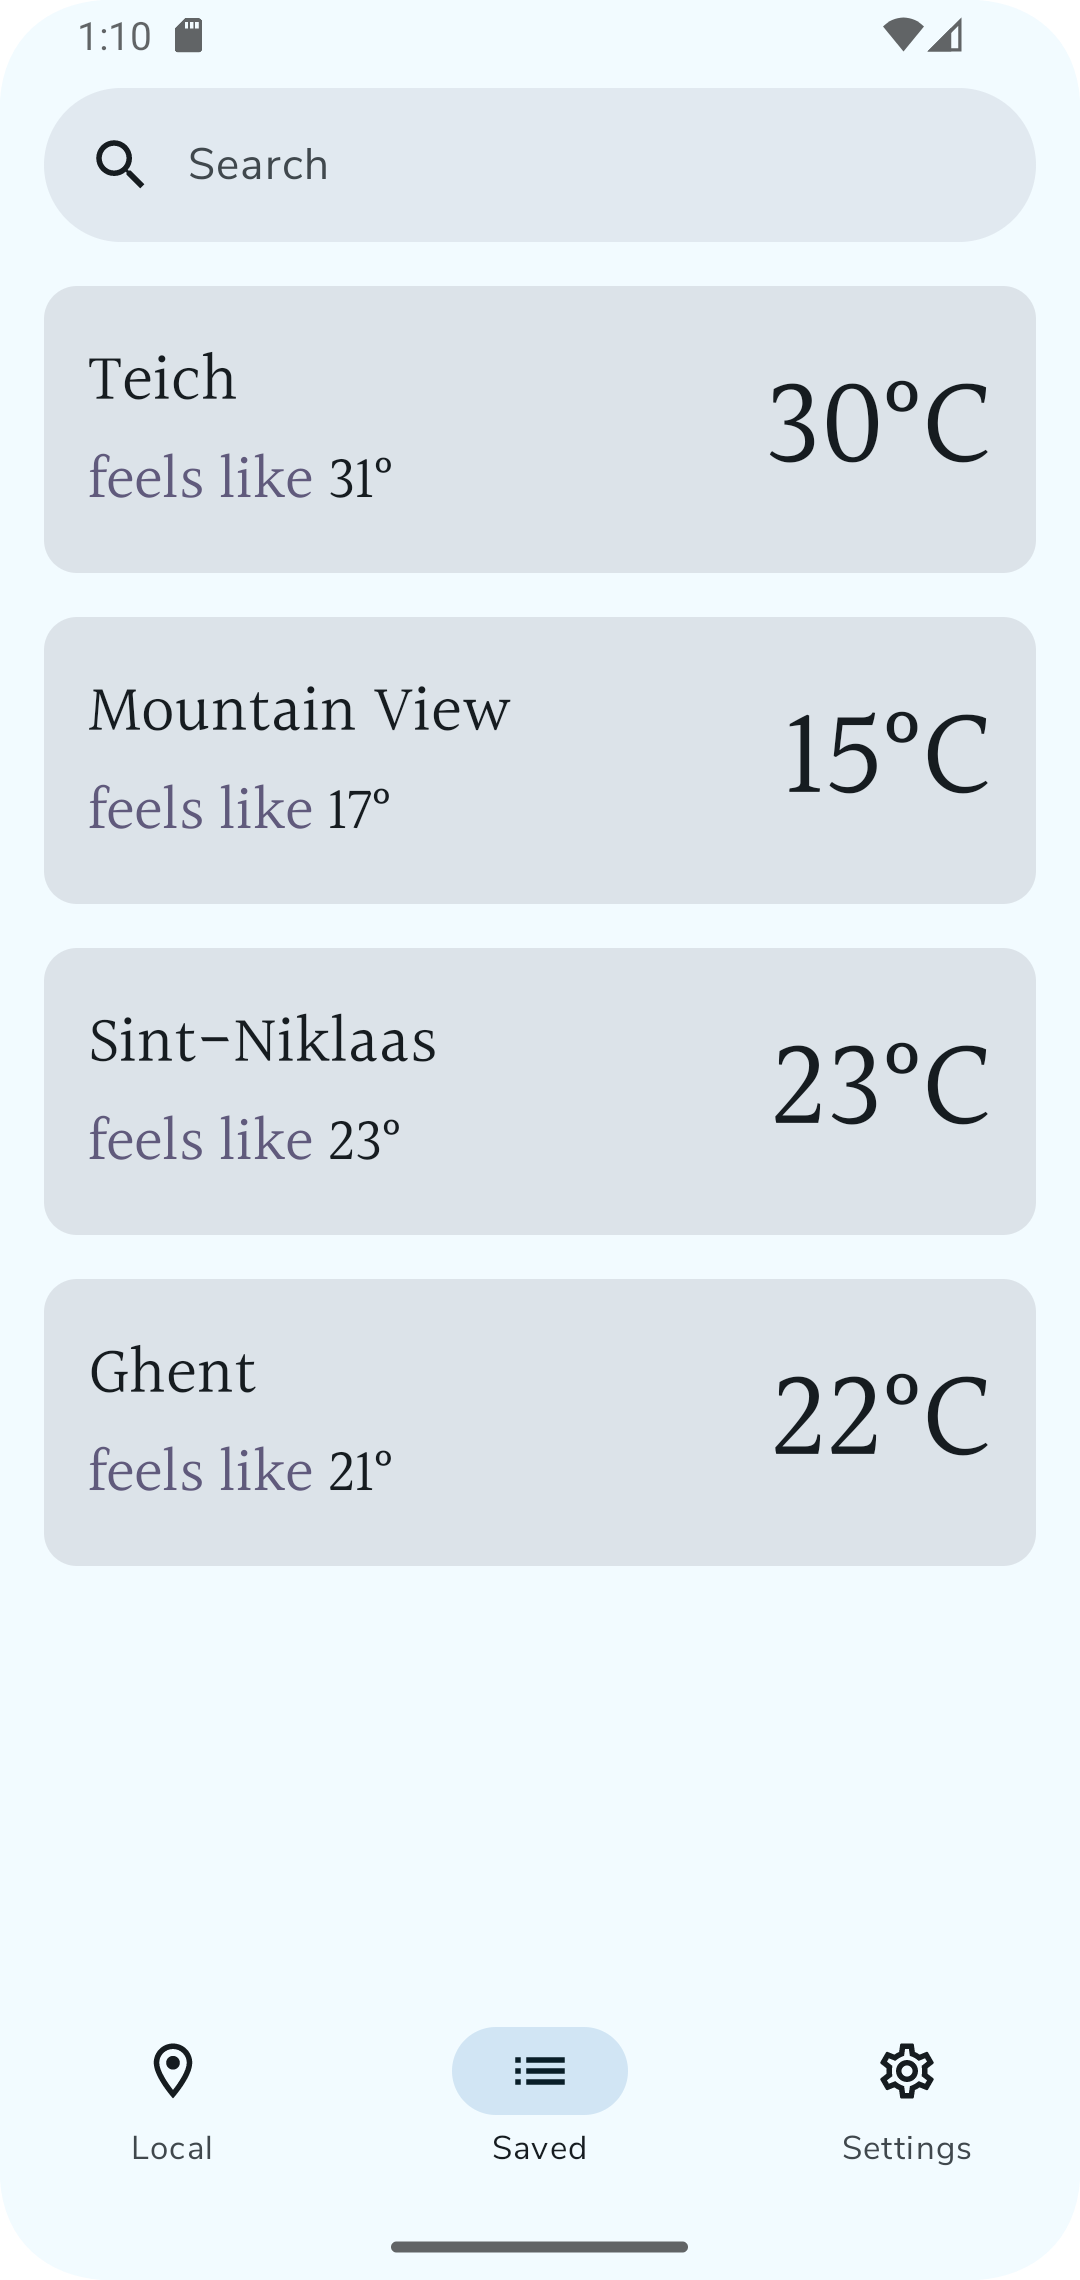 1:10
Search
Teich
feels like 31°
30°C
Mountain View
feels like 17°
15°C
Sint-Niklaas
feels like 23°
23°C
Ghent
feels like 21°
22°C
Local
Saved
Settings